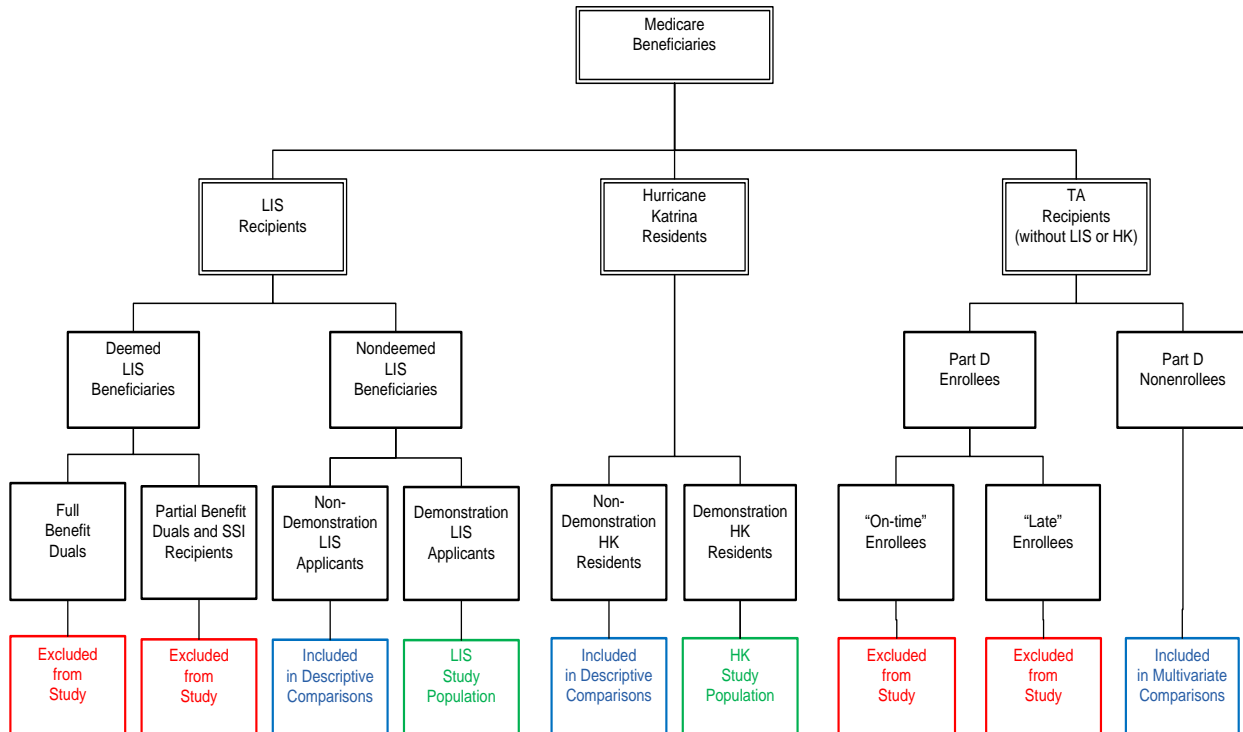 Medicare
Beneficiaries
LIS
Recipients
Hurricane
Katrina
Residents
TA
Recipients
(without LIS or HK)
Deemed
LIS
Beneficiaries
Nondeemed
LIS
Beneficiaries
Part D
Enrollees
Part D
Nonenrollees
Full
Benefit
Duals
Partial Benefit
Duals and SSI
Recipients
Non-
Demonstration
LIS
Applicants
Demonstration
LIS
Applicants
Non-
Demonstration
HK
Residents
Demonstration
HK
Residents
“On-time”
Enrollees
“Late”
Enrollees
Excluded
from
Study
Excluded
from
Study
Included
in Descriptive
Comparisons
LIS
Study
Population
Included
in Descriptive
Comparisons
HK
Study
Population
Excluded
from
Study
Excluded
from
Study
Included
in Multivariate
Comparisons